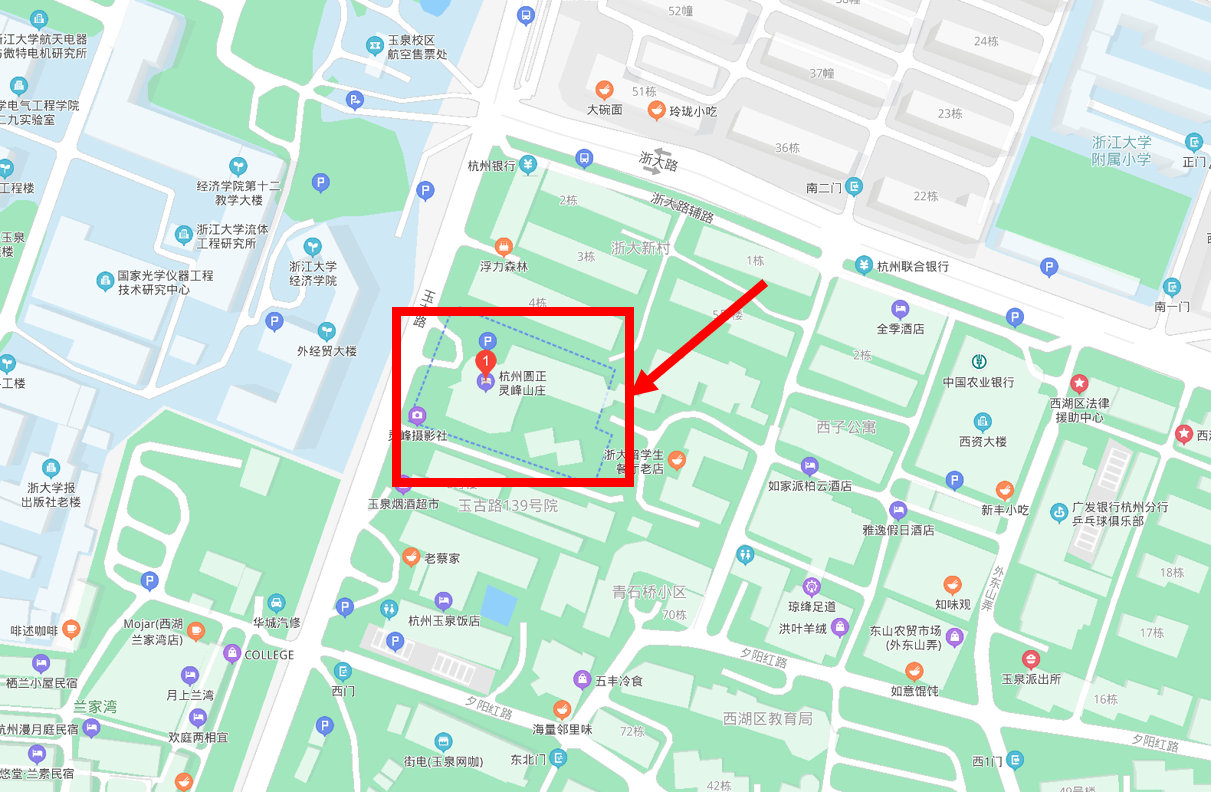 52幢
24栋
浙江大学航天电器
与微特电机研究所
玉泉校区
航空售票处
37幢
51栋
大碗面
玲珑小吃
23栋
学电气工程学院
二九实验室
36栋
浙江大学
附属小学
正门
浙大路
杭州银行
工程楼
经济学院第十二
教学大楼
P
P
南二门
22栋
2栋
浙大路辅路
浙江大学流体
工程研究所
浙大新村
3栋
1栋
浮力森林
杭州联合银行
P
国家光学仪器工程
技术研究中心
浙江大学
经济学院
南一门
4栋
全季酒店
P
P
外经贸大楼
P
1
杭州圆正
灵峰山庄
2栋
中国农业银行
工楼
西湖区法律
援助中心
灵峰摄影社
西子公寓
西资大楼
浙大留学生
餐厅老店
浙大学报
出版社老楼
如家派柏云酒店
P
玉泉烟酒超市
玉古路139号院
新丰小吃
广发银行杭州分行
乒乓球俱乐部
雅逸假日酒店
老蔡家
外东山弄
18栋
P
青石桥小区
70栋
琼绛足道
知味观
P
华城汽修
杭州玉泉饭店
Mojar(西湖
兰家湾店)
啡述咖啡
P
洪叶羊绒
东山农贸市场
(外东山弄)
17栋
COLLEGE
夕阳红路
栖兰小屋民宿
月上兰湾
西门
五丰冷食
如意馄饨
玉泉派出所
16栋
兰家湾
夕阳红路
西湖区教育局
杭州漫月庭民宿
欢庭两相宜
P
海量邻里味
72栋
夕阳红路
悠堂·兰素民宿
街电(玉泉网咖)
东北门
西1门
42栋
49号楼